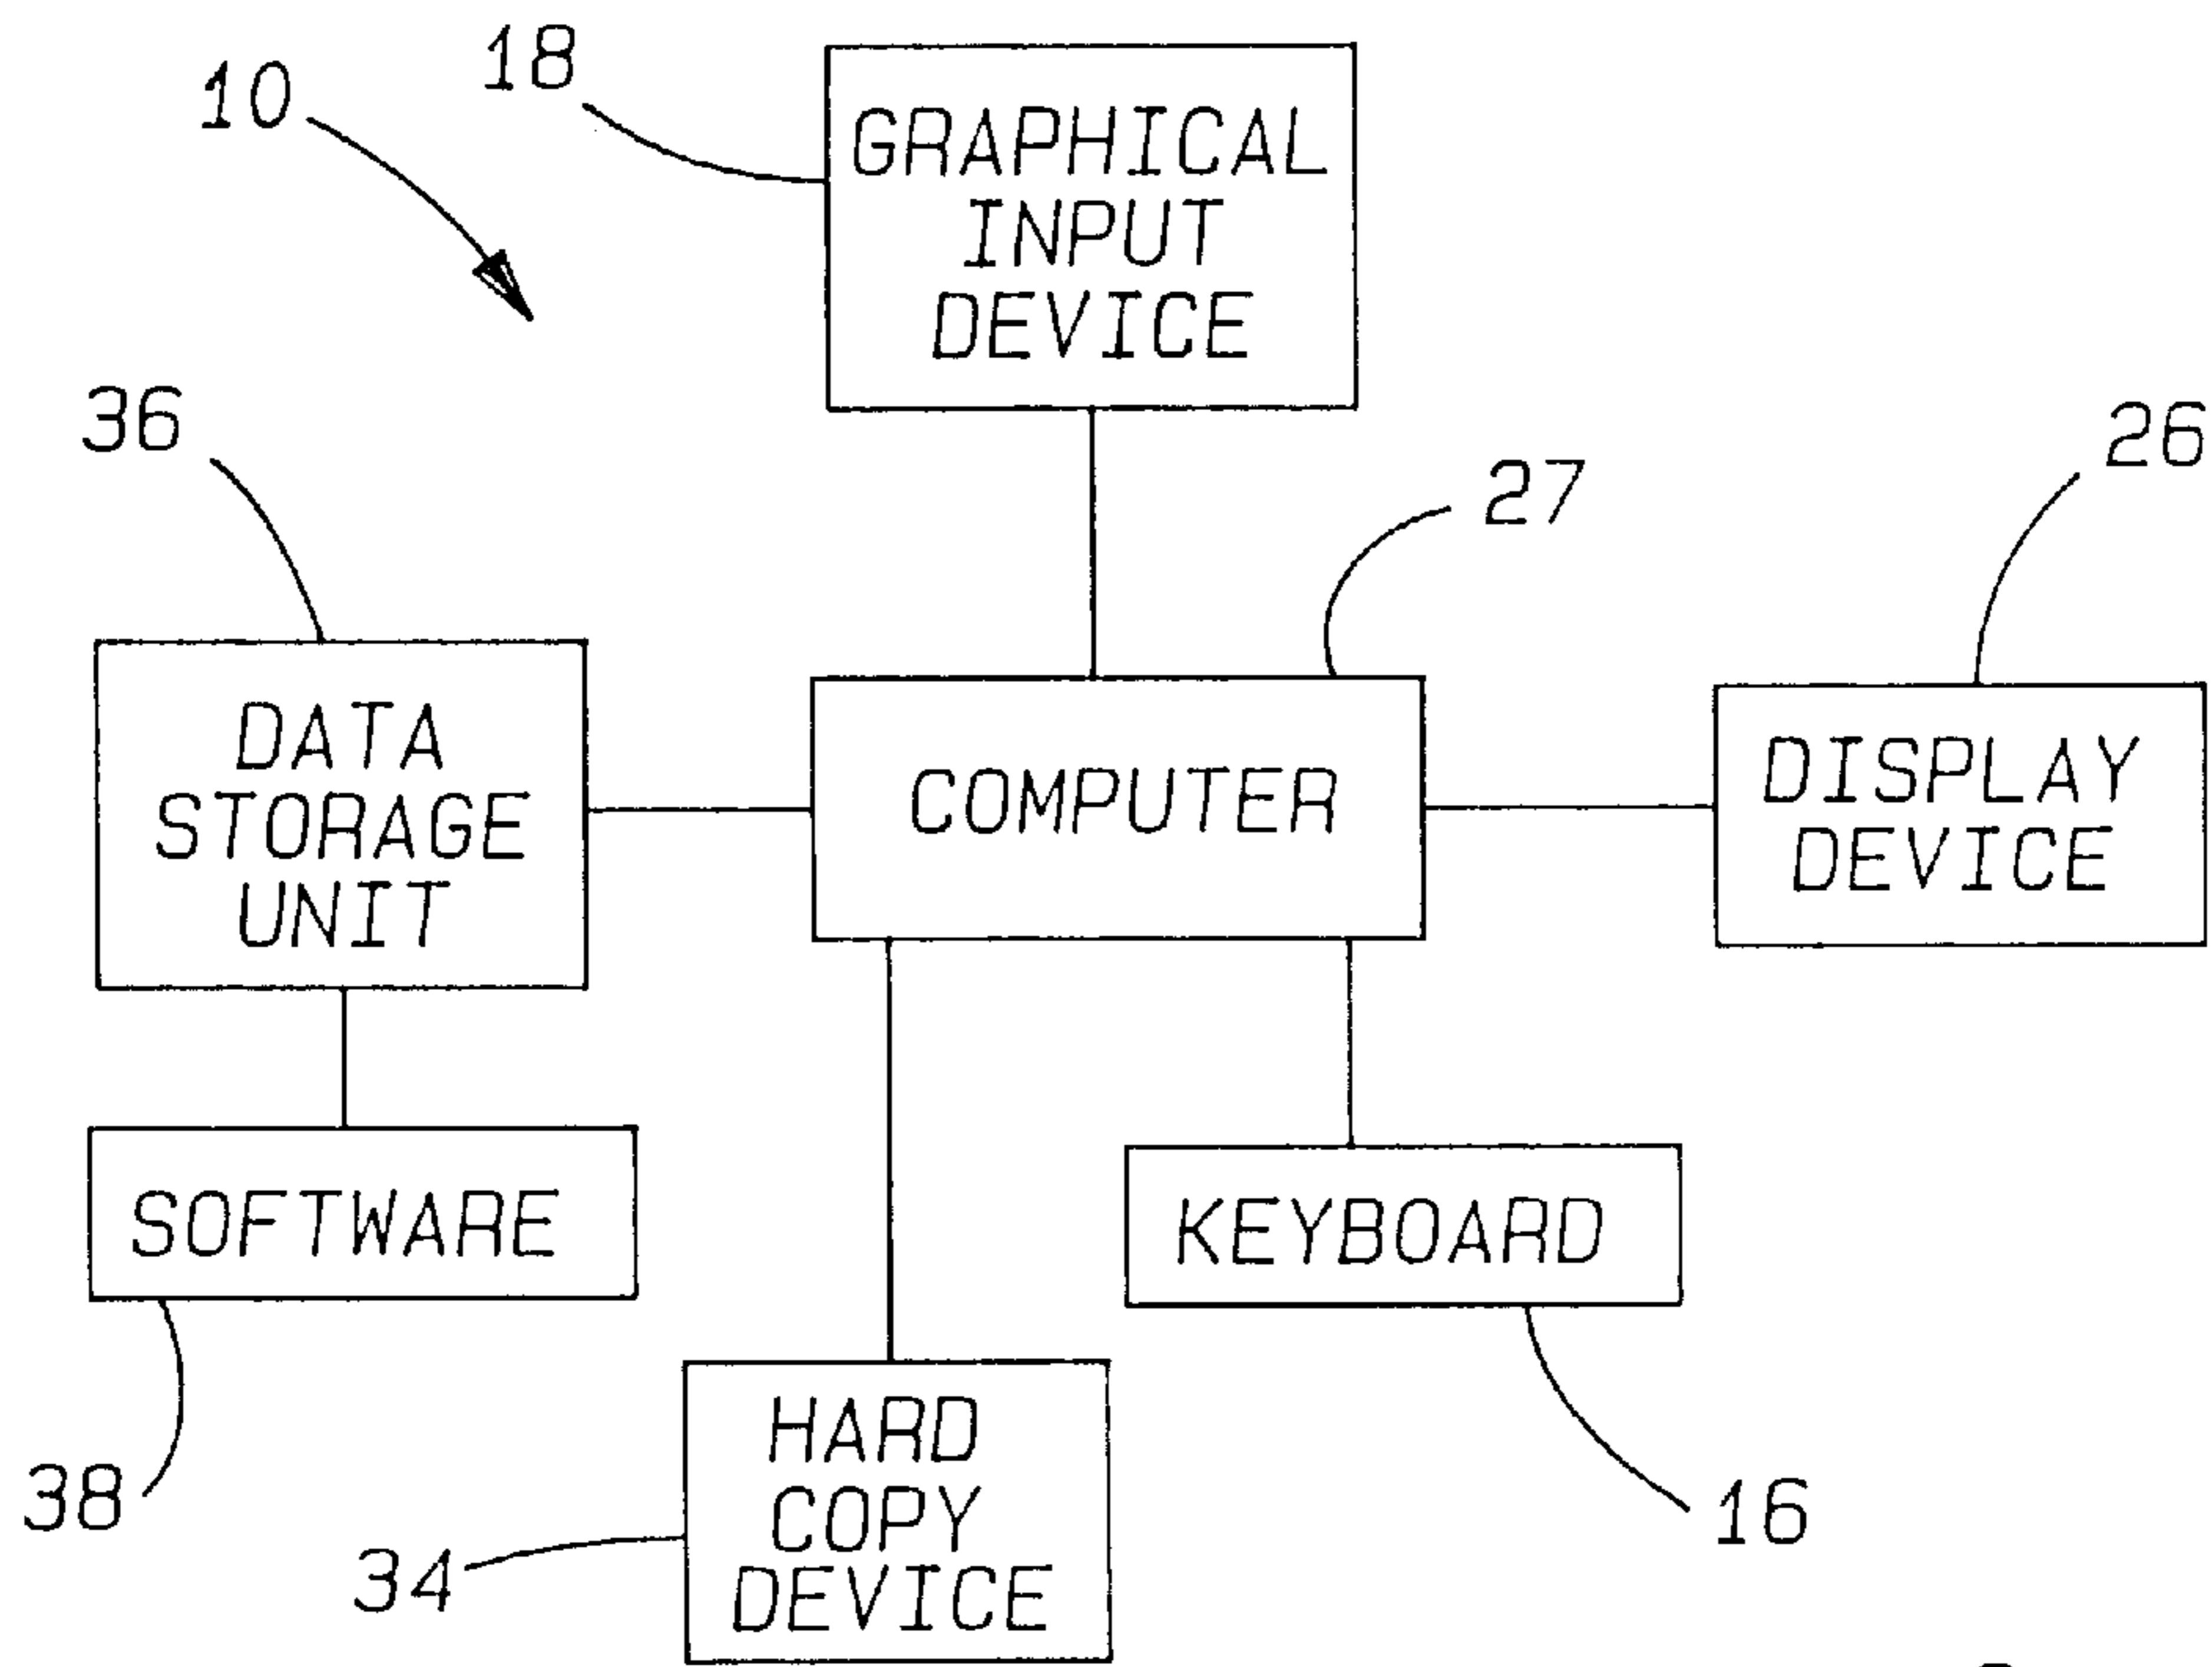 18
10
GRAPHICAL
INPUT
DEVICE
36
26
27
DATA
STORAGE
UNIT
COMPUTER
DISPLAY
DEVICE
SOFTWARE
KEYBOARD
HARD
COPY
DEVICE
38
34
16